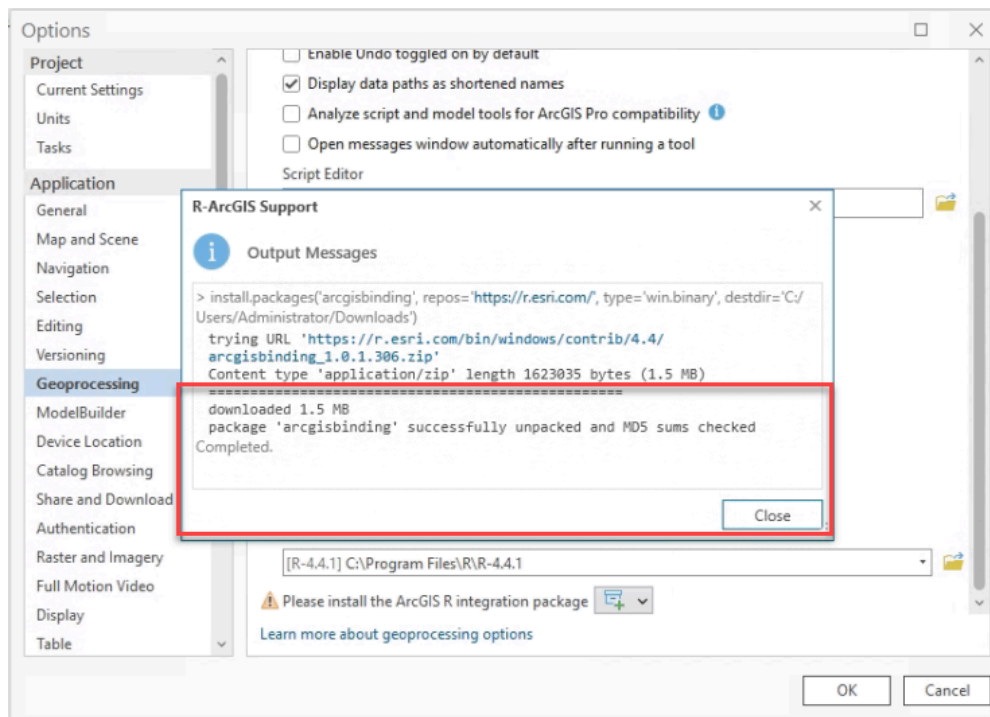 Options
Project
Current Settings
Units
Tasks
Application
General
Map and Scene
Navigation
Selection
Editing
Versioning
Geoprocessing
ModelBuilder
Device Location
Catalog Browsing
Share and Download
Authentication
Raster and Imagery
Full Motion Video
Display
Table
Enable Undo toggled on by default
Display data paths as shortened names
Analyze script and model tools for ArcGIS Pro compatibility
Open messages window automatically after running a tool
Script Editor
R-ArcGIS Support
Output Messages
> install.packages('arcgisbinding', repos='https://r.esri.com/', type='win.binary', destdir='C:/
Users/Administrator/Downloads')
trying URL 'https://r.esri.com/bin/windows/contrib/4.4/
arcgisbinding_1.0.1.306.zip'
Content type 'application/zip' length 1623035 bytes (1.5 MB)
==================================================
downloaded 1.5 MB
package 'arcgisbinding' successfully unpacked and MD5 sums checked
Completed.
Close
[R-4.4.1] C:\Program Files\R\R-4.4.1
Please install the ArcGIS R integration package
Learn more about geoprocessing options
OK
Cancel